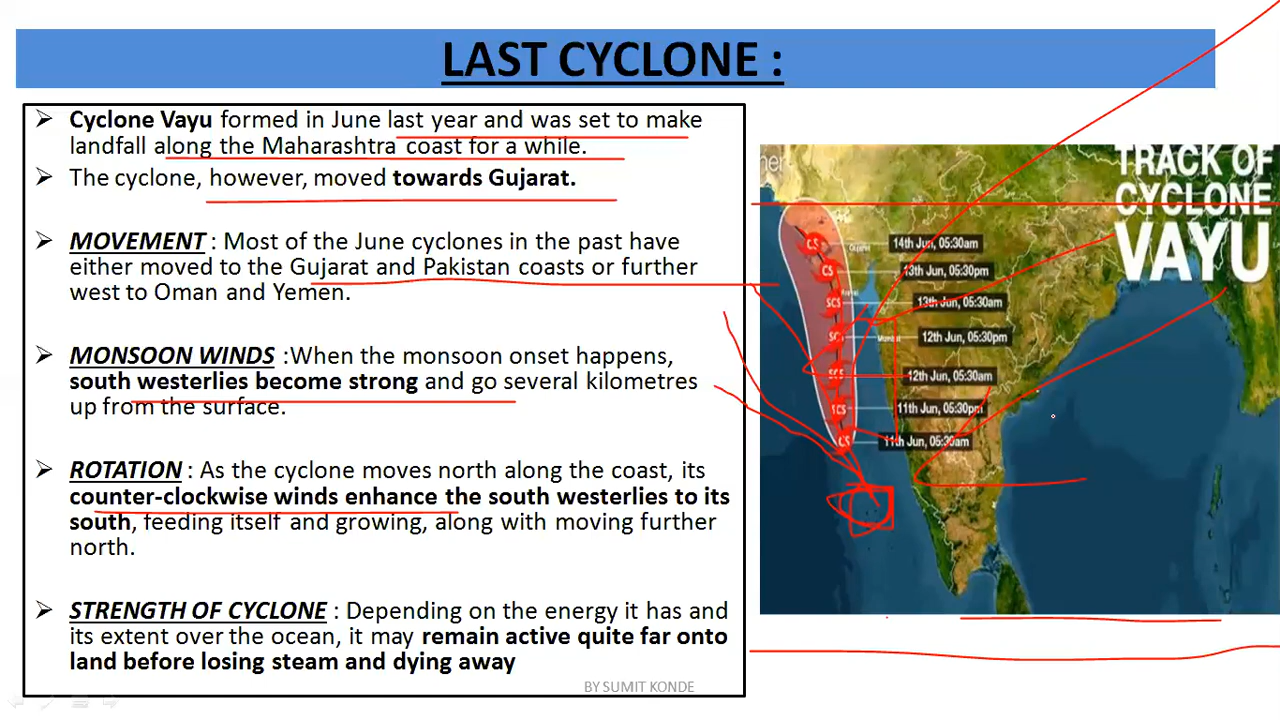 LAST CYCLONE :
Cyclone Vayu formed in June last year and was set to make
landfall along the Maharashtra coast for a while.
The cyclone, however, moved towards Gujarat.
MOVEMENT : Most of the June cyclones in the past have
either moved to the Gujarat and Pakistan coasts or further
west to Oman and Yemen.
MONSOON WINDS :When the monsoon onset happens,
south westerlies become strong and go several kilometres
up from the surface.
ROTATION : As the cyclone moves north along the coast, its
counter-clockwise winds enhance the south westerlies to its
south, feeding itself and growing, along with moving further
north.
STRENGTH OF CYCLONE : Depending on the energy it has and
its extent over the ocean, it may remain active quite far onto
land before losing steam and dying away
BY SUMIT KONDE
TRACK OF
CYCLONE
VAYU
CS 14th Jun, 05:30am
Gujarat
CS 13th Jun, 05:30pm
SCS 13th Jun, 05:30am
12th Jun, 05:30pm
Mumbai
SCS 12th Jun, 05:30am
SCS 11th Jun, 05:30pm
CS 11th Jun, 05:30am